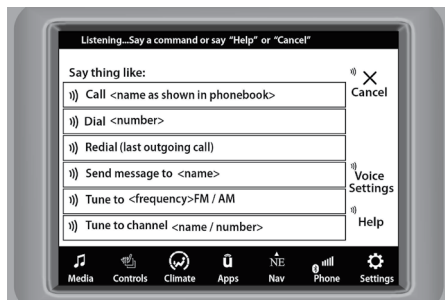 Listening...Say a command or say “Help” or “Cancel”
Say thing like:
Cancel
Call <name as shown in phonebook>
Dial <number>
Redial (last outgoing call)
Send message to <name>
Voice
Settings
Tune to <frequency>FM / AM
Help
Tune to channel <name / number>
û
NE
Media Controls Climate Apps Nav Phone Settings